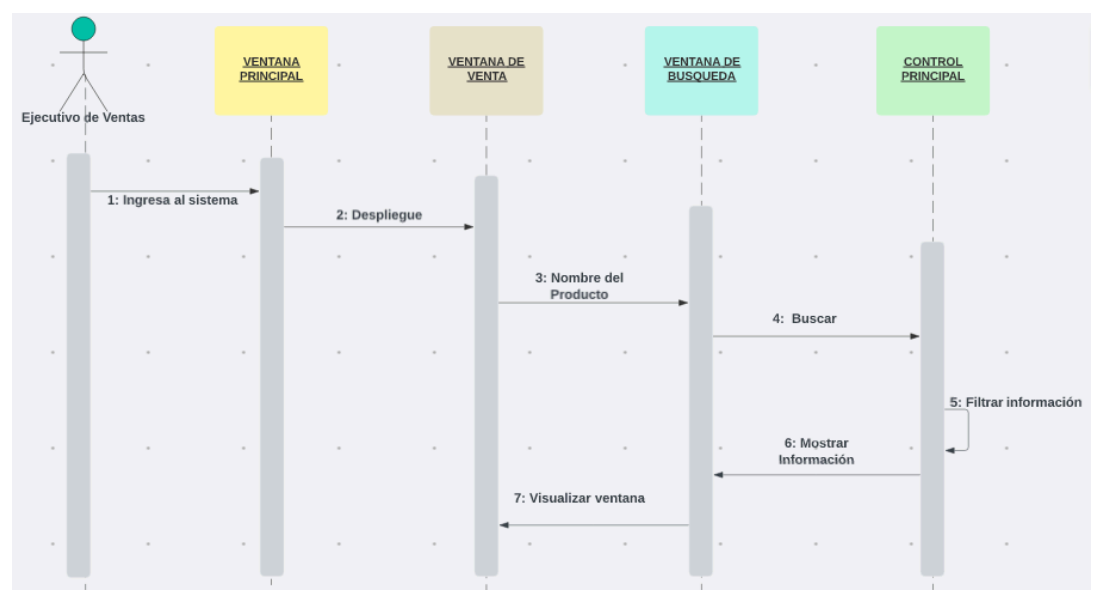 VENTANA
PRINCIPAL
VENTANA DE
VENTA
VENTANA DE
BUSQUEDA
CONTROL
PRINCIPAL
Ejecutivo de Ventas
1: Ingresa al sistema
2: Despliegue
3: Nombre del
Producto
4: Buscar
5: Filtrar información
6: Mostrar
Información
7: Visualizar ventana